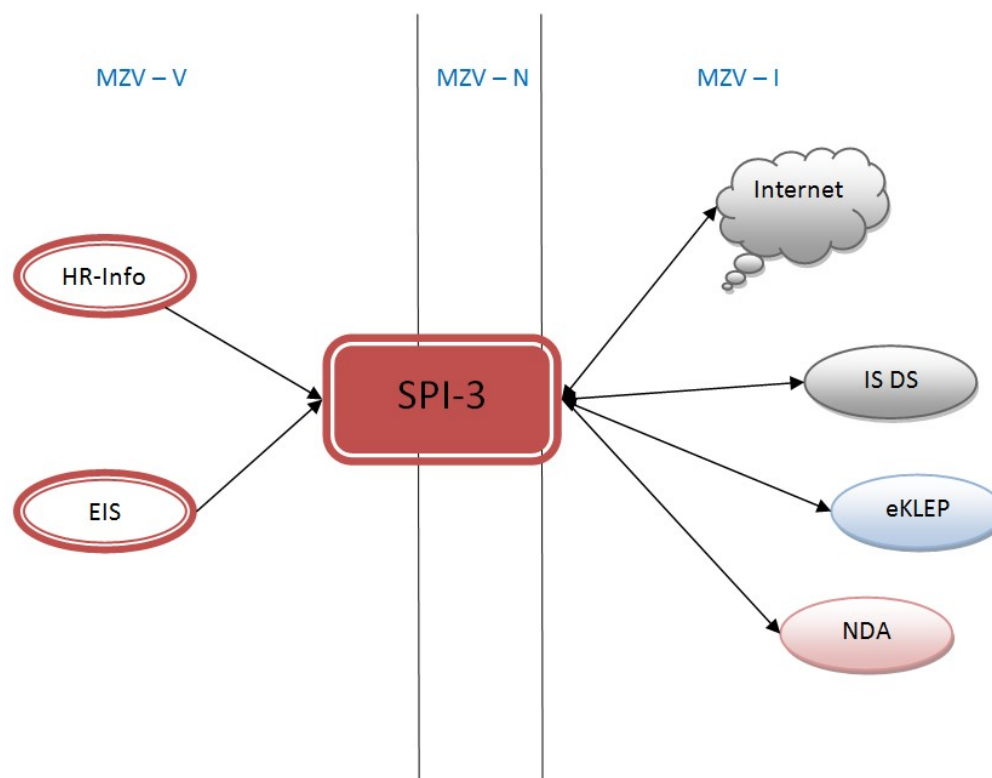 MZV – V
MZV – N
MZV – I
Internet
HR-Info
IS DS
SPI-3
EIS
eKLEP
NDA